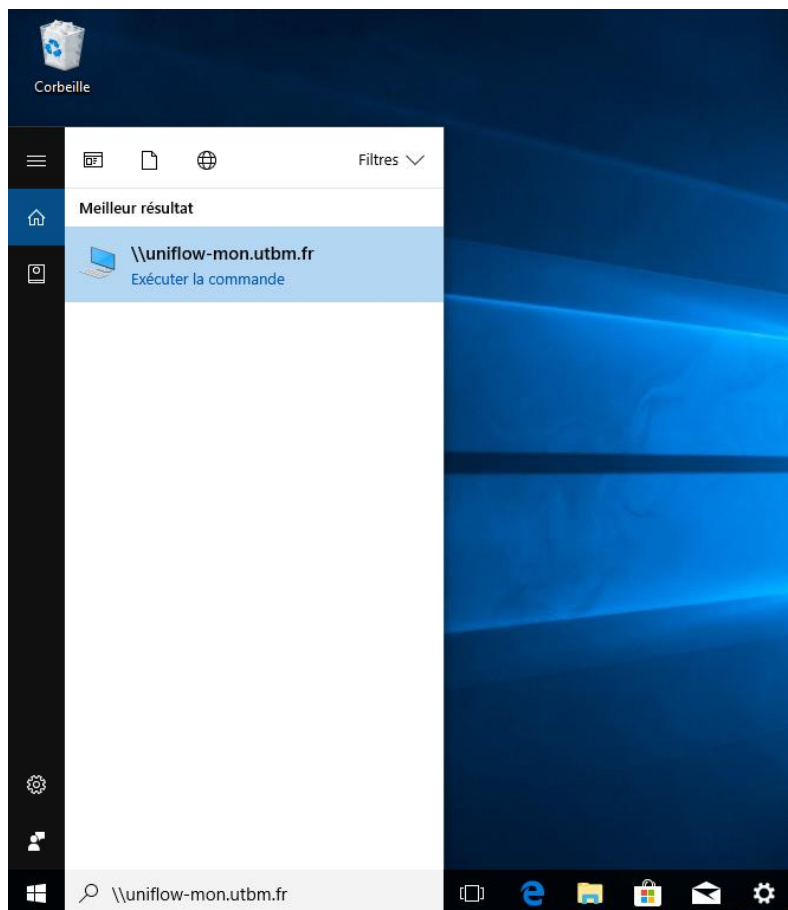 Corbeille
Filtres
Meilleur résultat
\\uniflow-mon.utbm.fr
Exécuter la commande
\\uniflow-mon.utbm.fr